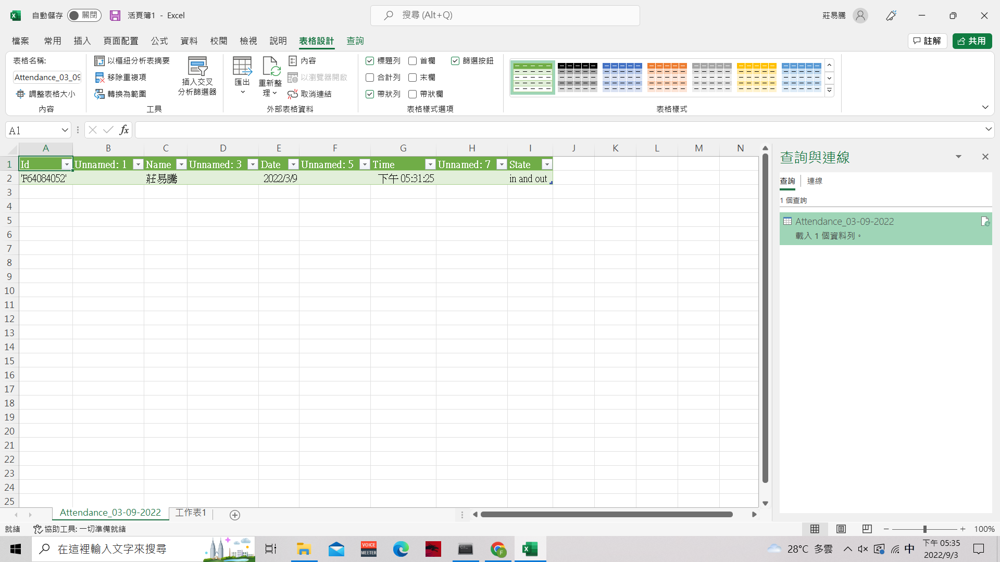 自動儲存 關閉 活頁簿1 - Excel 搜尋 (Alt+Q) 莊易騰
檔案 常用 插入 頁面配置 公式 資料 校閱 檢視 說明 表格設計 查詢 註解 共用
表格名稱:
Attendance_03_09
調整表格大小
內容
以樞紐分析表摘要
移除重複項
轉換為範圍
插入交叉
分析篩選器
工具
匯出
重新整
理
內容
以瀏覽器開啟
取消連結
外部表格資料
標題列 首欄 篩選按鈕
合計列 末欄
帶狀列 帶狀欄
表格樣式選項
表格樣式
A1 fx
A B C D E F G H I J K L M N
1 Id Unnamed: 1 Name Unnamed: 3 Date Unnamed: 5 Time Unnamed: 7 State
2 'F64084052' 莊易騰 2022/3/9 下午 05:31:25 in and out
3
4
5
6
7
8
9
10
11
12
13
14
15
16
17
18
19
20
21
22
23
24
25
查詢與連線
查詢 連線
1 個查詢
Attendance_03-09-2022
載入 1 個資料列。
Attendance_03-09-2022 工作表1
就緒 協助工具: 一切準備就緒 100%
在這裡輸入文字來搜尋 VOICE
MEETER
28°C 多雲 中 下午 05:35
2022/9/3